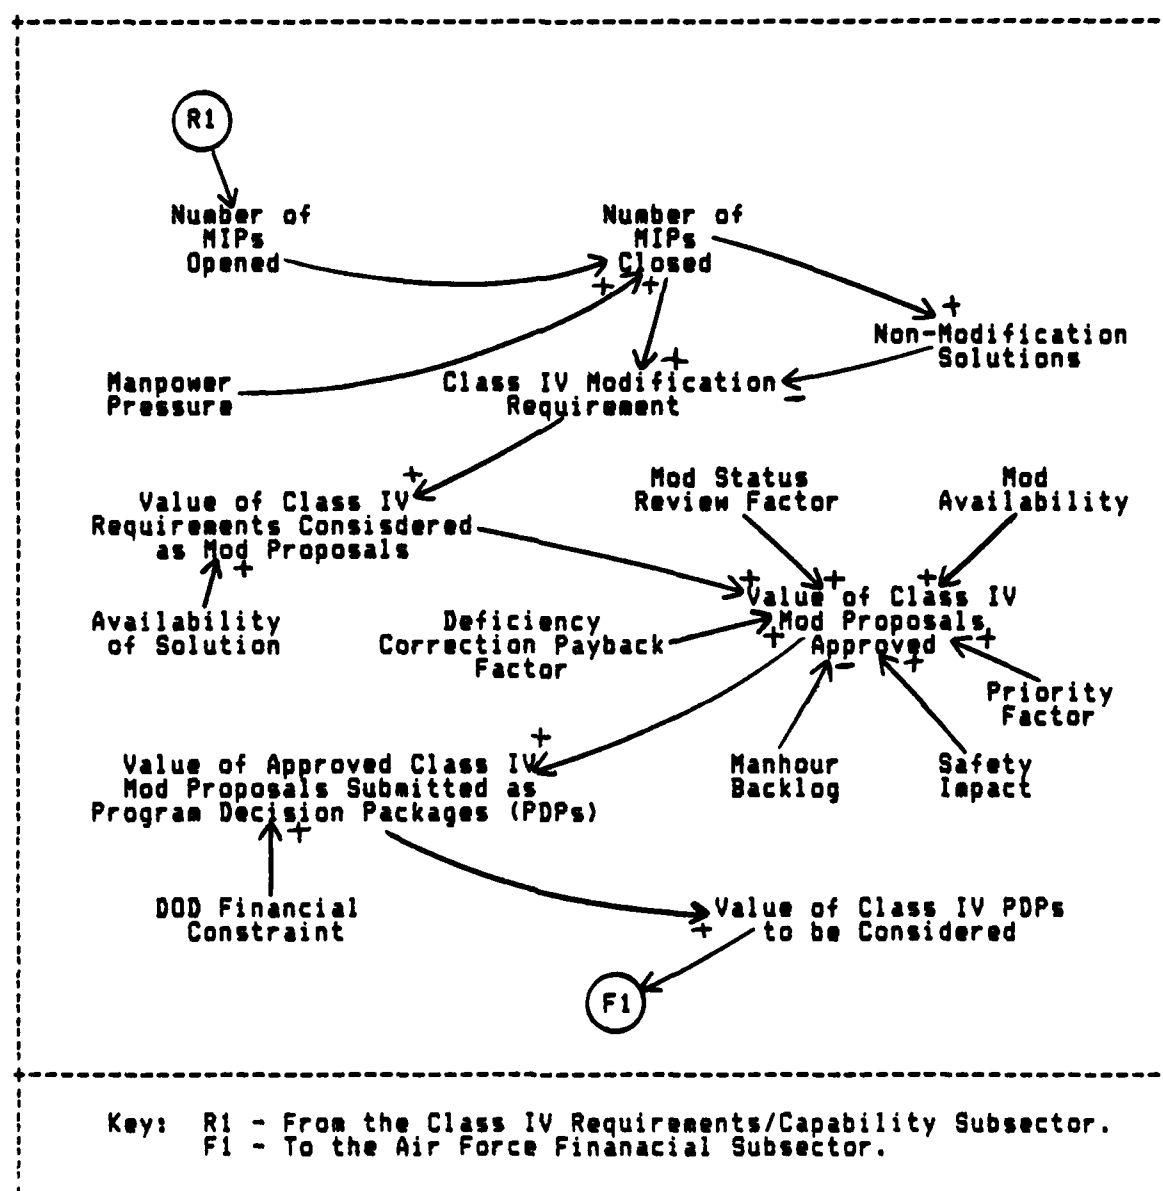 R1
Number of
MIPs
Opened
Number of
MIPs
Closed
+ +
+
Non-Modification
Solutions
Manpower
Pressure
+
Class IV Modification
Requirement
-
+
Value of Class IV
Requirements Consisdered
as Mod Proposals
+
Mod Status
Review Factor
Mod
Availability
Availability
of Solution
Deficiency
Correction Payback
Factor
+ + +
Value of Class IV
Mod Proposals
Approved
+ - + +
Priority
Factor
Manhour
Backlog
Safety
Impact
+
Value of Approved Class IV
Mod Proposals Submitted as
Program Decision Packages (PDPs)
+
DOD Financial
Constraint
Value of Class IV PDPs
to be Considered
+
F1
Key: R1 - From the Class IV Requirements/Capability Subsector.
F1 - To the Air Force Finanacial Subsector.